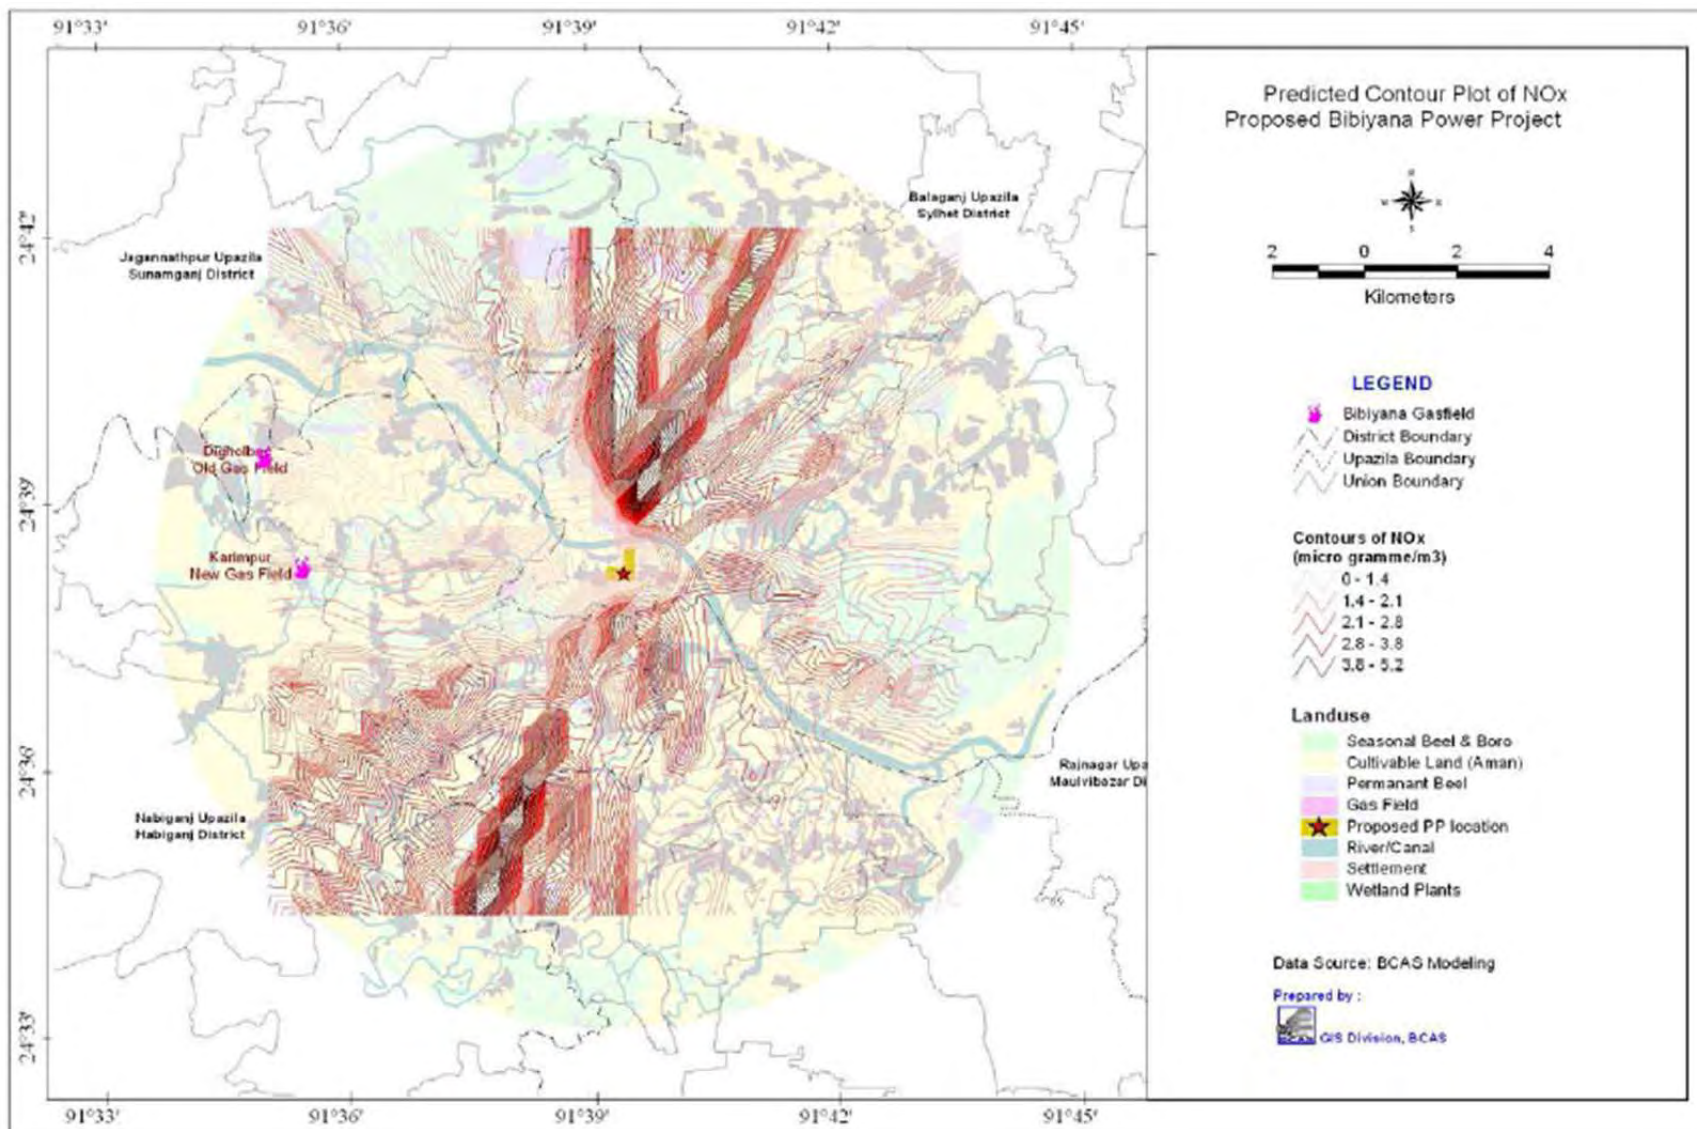 91°33' 91°36' 91°39' 91°42' 91°45'
Predicted Contour Plot of NOx
Proposed Bibiyana Power Project
N
W E
S
2 0 2 4
Kilometers
Balaganj Upazila
Sylhet District
24°42'
Jagannathpur Upazila
Sunamganj District
Old Gas Field
24°39'
Karimpur
New Gas Field
24°36'
Rajnagar Upa
Maulvibazar Di
Nabiganj Upazila
Habiganj District
24°33'
91°33' 91°36' 91°39' 91°42' 91°45'
LEGEND
Bibiyana Gasfield
District Boundary
Upazila Boundary
Union Boundary
Contours of NOx
(micro gramme/m3)
0 - 1.4
1.4 - 2.1
2.1 - 2.8
2.8 - 3.8
3.8 - 5.2
Landuse
Seasonal Beel & Boro
Cultivable Land (Aman)
Permanant Beel
Gas Field
Proposed PP location
River/Canal
Settlement
Wetland Plants
Data Source: BCAS Modeling
Prepared by :
BCAS
GIS Division, BCAS